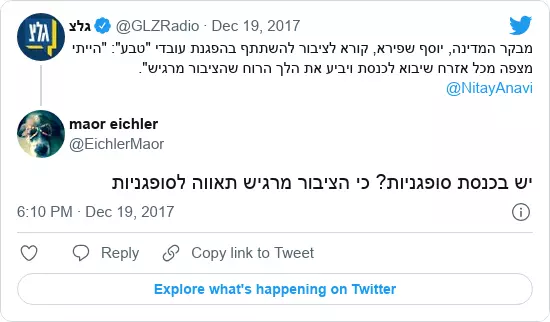 גלצ @GLZRadio · Dec 19, 2017
מבקר המדינה, יוסף שפירא, קורא לציבור להשתתף בהפגנת עובדי "טבע": "הייתי
מצפה מכל אזרח שיבוא לכנסת ויביע את הלך הרוח שהציבור מרגיש".
@NitayAnavi
maor eichler
@EichlerMaor
יש בכנסת סופגניות? כי הציבור מרגיש תאווה לסופגניות
6:10 PM · Dec 19, 2017
Reply
Copy link to Tweet
Explore what's happening on Twitter